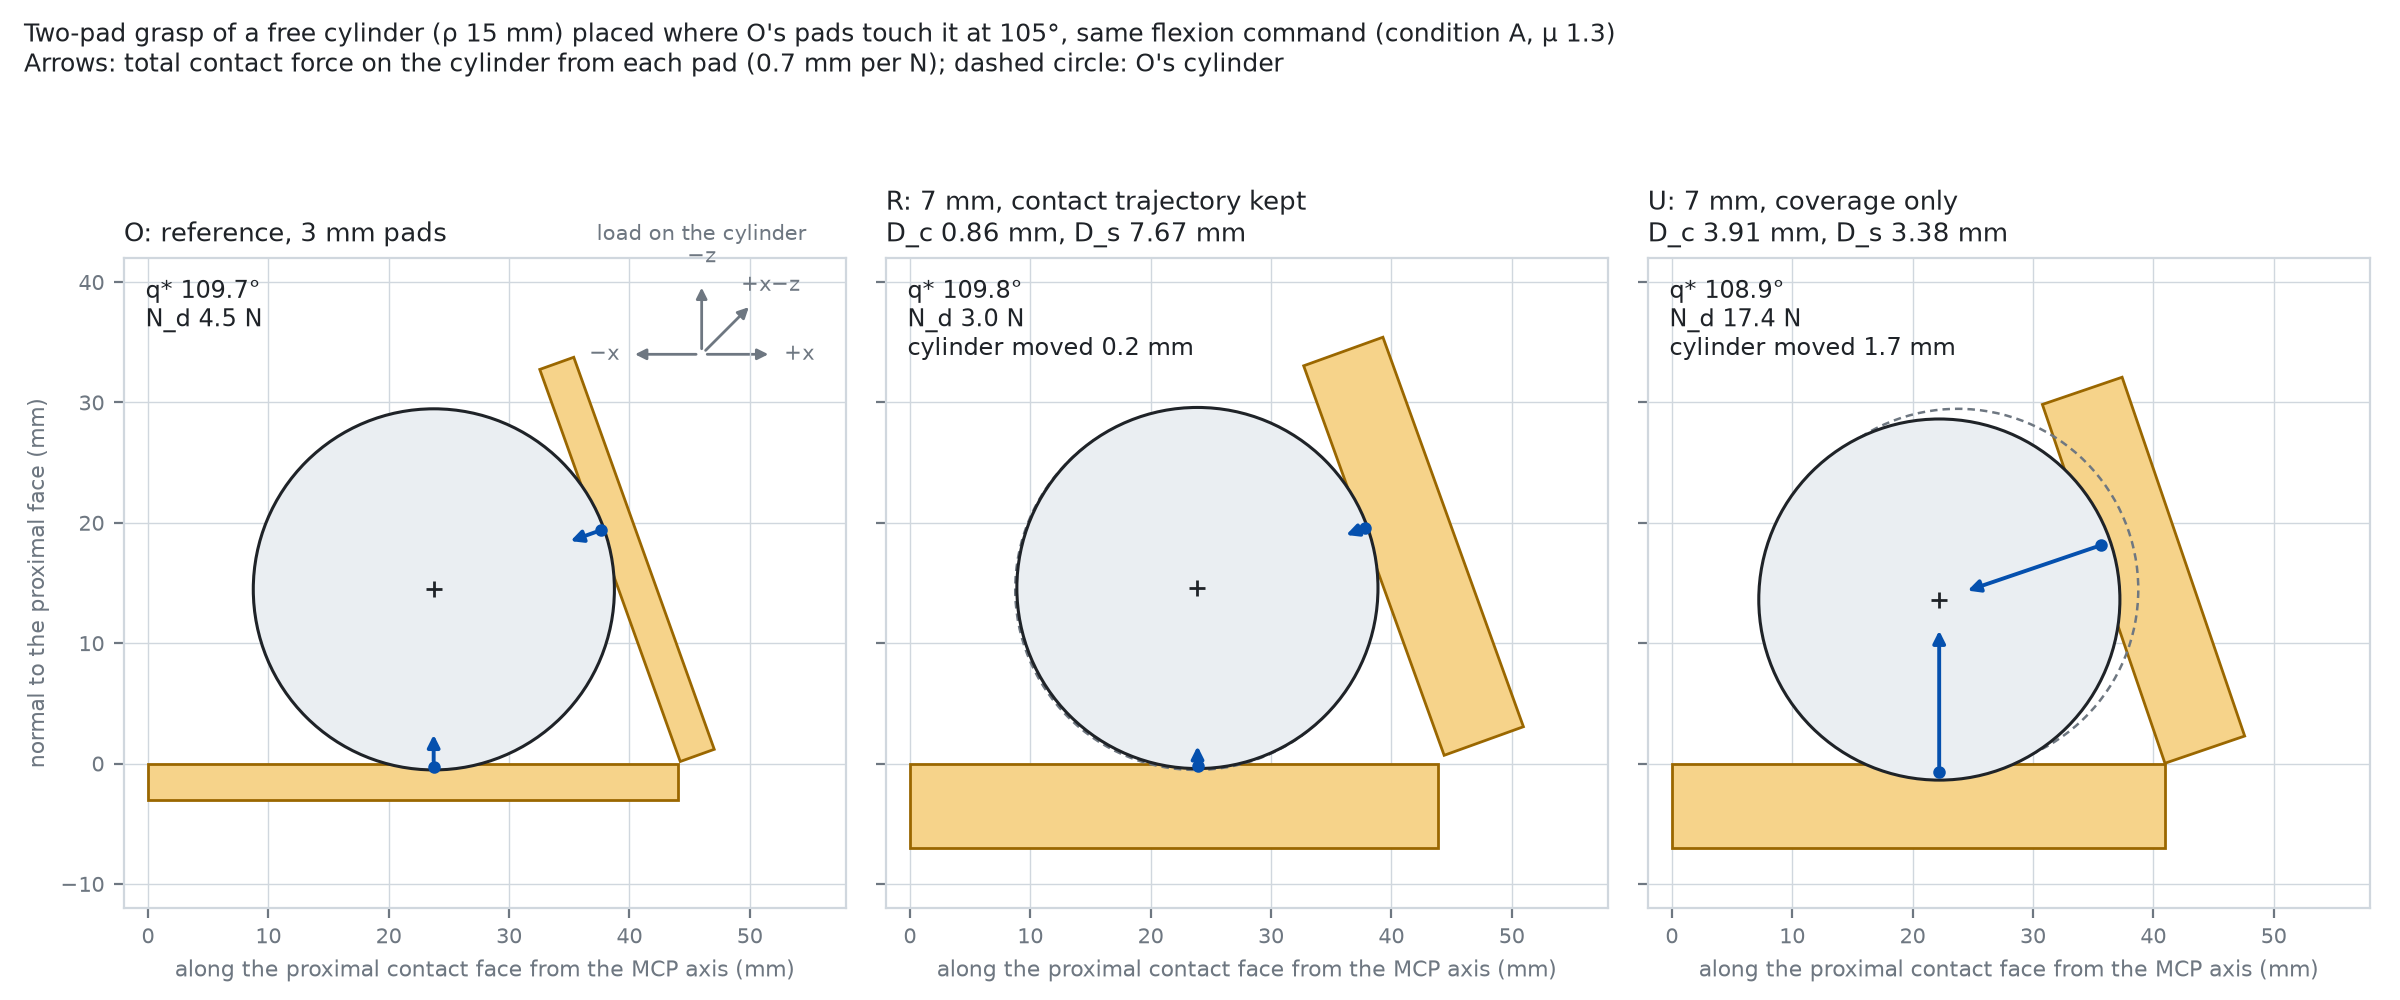 Two-pad grasp of a free cylinder (ρ 15 mm) placed where O's pads touch it at 105°, same flexion command (condition A, μ 1.3)
Arrows: total contact force on the cylinder from each pad (0.7 mm per N); dashed circle: O's cylinder
O: reference, 3 mm pads
load on the cylinder
−z
+x−z
−x
+x
q* 109.7°
N_d 4.5 N
40
30
20
10
0
−10
normal to the proximal face (mm)
0
10
20
30
40
50
along the proximal contact face from the MCP axis (mm)
R: 7 mm, contact trajectory kept
D_c 0.86 mm, D_s 7.67 mm
q* 109.8°
N_d 3.0 N
cylinder moved 0.2 mm
0
10
20
30
40
50
along the proximal contact face from the MCP axis (mm)
U: 7 mm, coverage only
D_c 3.91 mm, D_s 3.38 mm
q* 108.9°
N_d 17.4 N
cylinder moved 1.7 mm
0
10
20
30
40
50
along the proximal contact face from the MCP axis (mm)